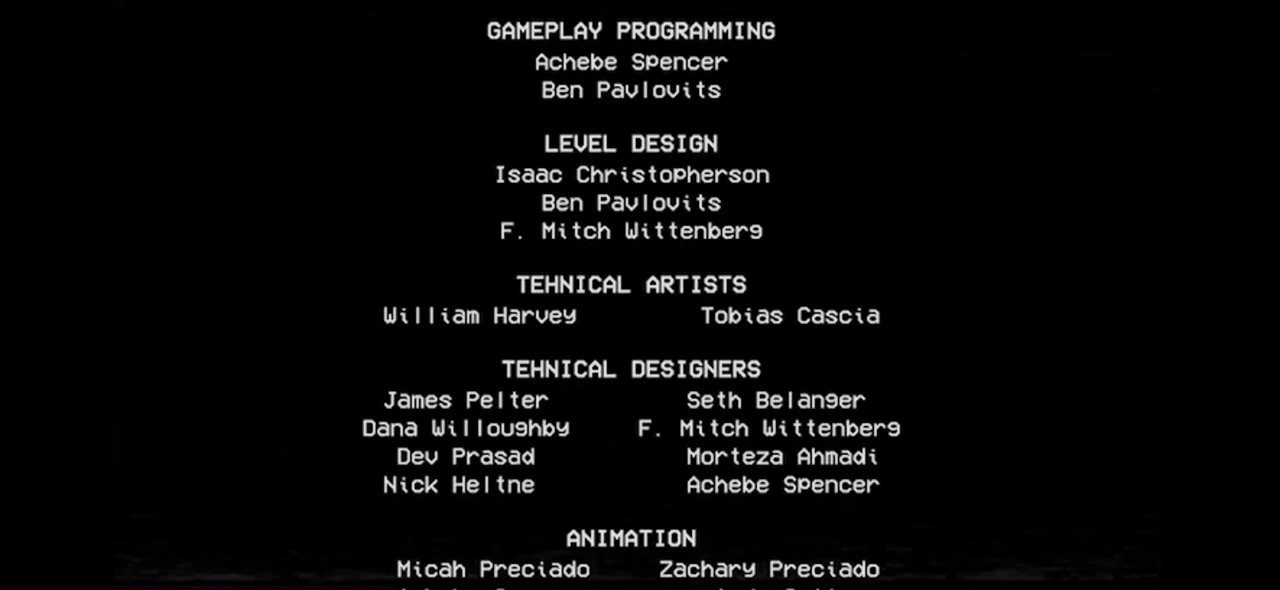 GAMEPLAY PROGRAMMING
Achebe Spencer
Ben Pavlovits
LEVEL DESIGN
Isaac Christopherson
Ben Pavlovits
F. Mitch Wittenberg
TEHNICAL ARTISTS
William Harvey Tobias Cascia
TEHNICAL DESIGNERS
James Pelter Seth Belanger
Dana Willoughby F. Mitch Wittenberg
Dev Prasad Morteza Ahmadi
Nick Heltne Achebe Spencer
ANIMATION
Micah Preciado Zachary Preciado